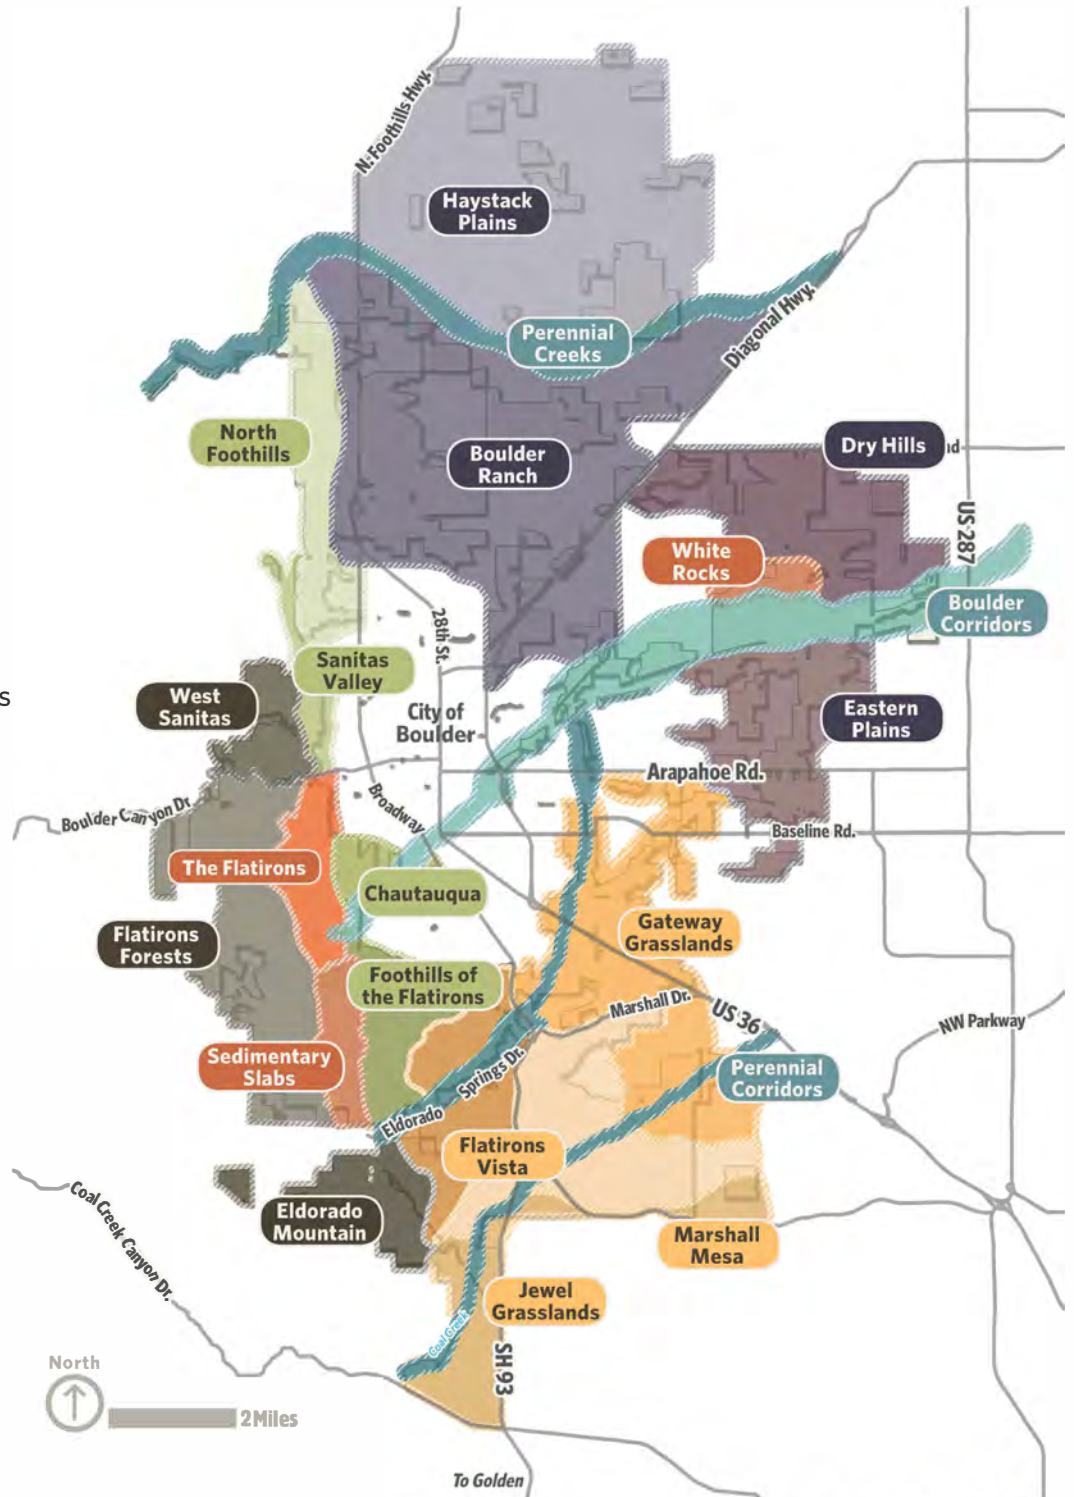 N. Foothills Hwy.
Haystack
Plains
Perennial
Creeks
Diagonal Hwy.
North
Foothills
Boulder
Ranch
Dry Hills
nd
US 287
White
Rocks
Boulder
Corridors
28th St.
Sanitas
Valley
s
West
Sanitas
City of
Boulder
Eastern
Plains
Arapahoe Rd.
Boulder Canyon Dr
Broadway
Baseline Rd.
The Flatirons
Chautauqua
Gateway
Grasslands
Flatirons
Forests
Foothills of
the Flatirons
Marshall Dr.
US 36
NW Parkway
Sedimentary
Slabs
Eldorado Springs Dr.
Perennial
Corridors
Flatirons
Vista
Coal Creek Canyon Dr.
Eldorado
Mountain
Marshall
Mesa
Jewel
Grasslands
Coal Creek
SH 93
North
2 Miles
To Golden